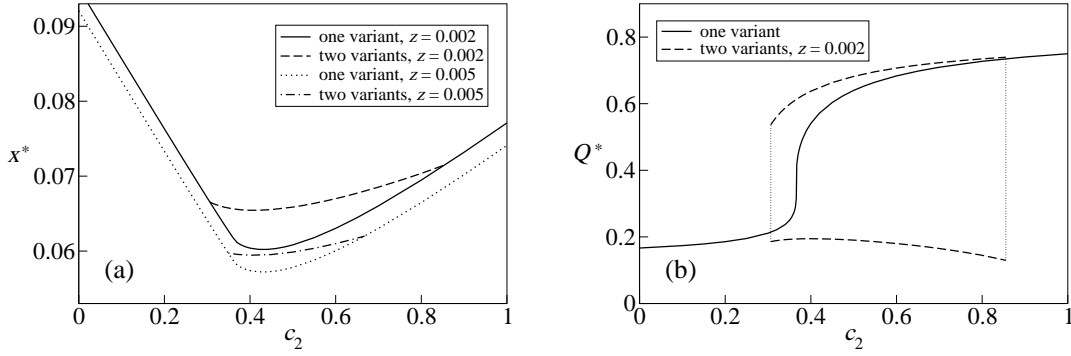 0.09
0.08
0.07
0.06
x*
0
0.2
0.4
0.6
0.8
1
c2
(a)
one variant, z = 0.002
two variants, z = 0.002
one variant, z = 0.005
two variants, z = 0.005
0.8
0.6
0.4
0.2
0
Q*
0
0.2
0.4
0.6
0.8
1
c2
(b)
one variant
two variants, z = 0.002